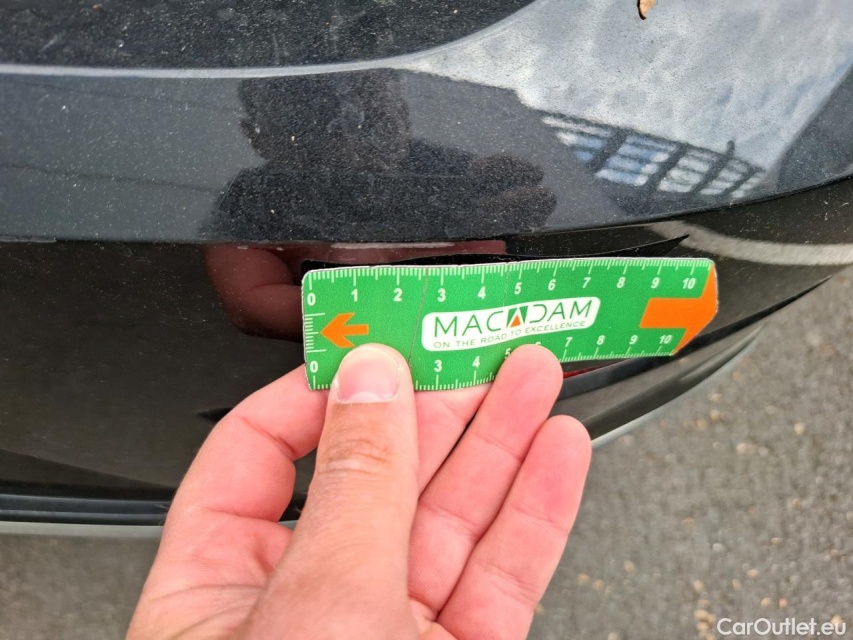 0 1 2 3 4 5 6 7 8 9 10
MACADAM
ON THE ROAD TO EXCELLENCE
0 3 4 5 7 8 9 10
CarOutlet.eu